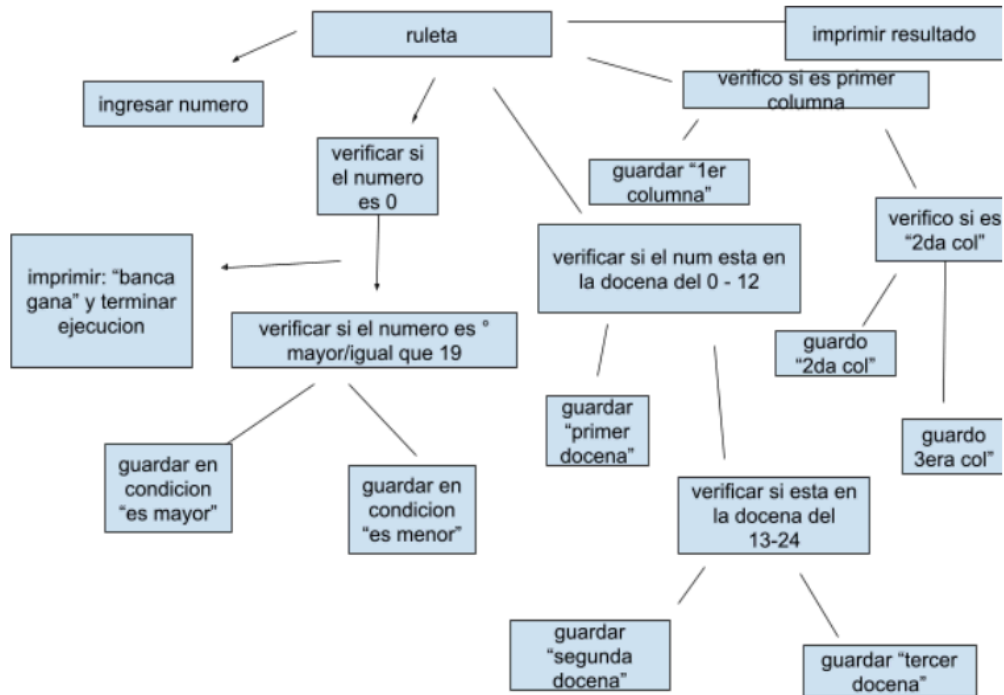 ruleta
imprimir resultado
ingresar numero
verifico si es primer
columna
verificar si
el numero
es 0
guardar “1er
columna”
verifico si es
“2da col”
imprimir: “banca
gana” y terminar
ejecucion
verificar si el num esta en
la docena del 0 - 12
verificar si el numero es °
mayor/igual que 19
guardo
“2da col”
guardar
“primer
docena”
guardo
3era col”
guardar en
condicion
“es mayor”
guardar en
condicion
“es menor”
verificar si esta en
la docena del
13-24
guardar
“segunda
docena”
guardar “tercer
docena”